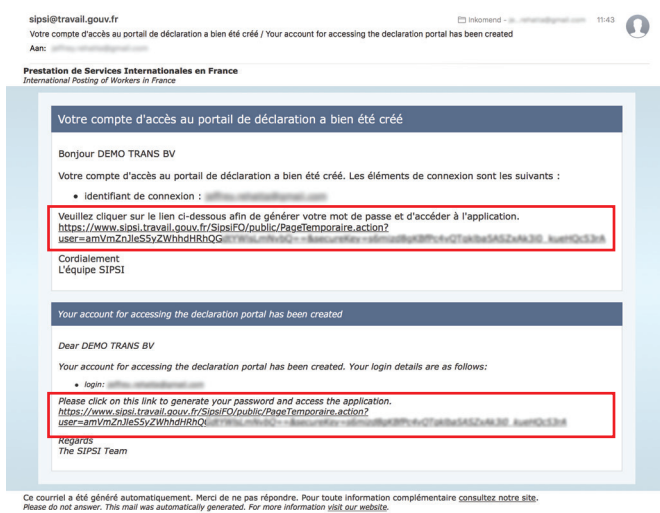 sipsi@travail.gouv.fr
Inkomend - 11:43
Votre compte d'accès au portail de déclaration a bien été créé / Your account for accessing the declaration portal has been created
Aan:
Prestation de Services Internationales en France
International Posting of Workers in France
Votre compte d'accès au portail de déclaration a bien été créé
Bonjour DEMO TRANS BV
Votre compte d'accès au portail de déclaration a bien été créé. Les éléments de connexion sont les suivants :
• identifiant de connexion :
Veuillez cliquer sur le lien ci-dessous afin de générer votre mot de passe et d'accéder à l'application.
https://www.sipsi.travail.gouv.fr/SipsiFO/public/PageTemporaire.action?
Cordialement
L'équipe SIPSI
Your account for accessing the declaration portal has been created
Dear DEMO TRANS BV
Your account for accessing the declaration portal has been created. Your login details are as follows:
• login:
Please click on this link to generate your password and access the application.
https://www.sipsi.travail.gouv.fr/SipsiFO/public/PageTemporaire.action?
Regards
The SIPSI Team
Ce courriel a été généré automatiquement. Merci de ne pas répondre. Pour toute information complémentaire consultez notre site.
Please do not answer. This mail was automatically generated. For more information visit our website.